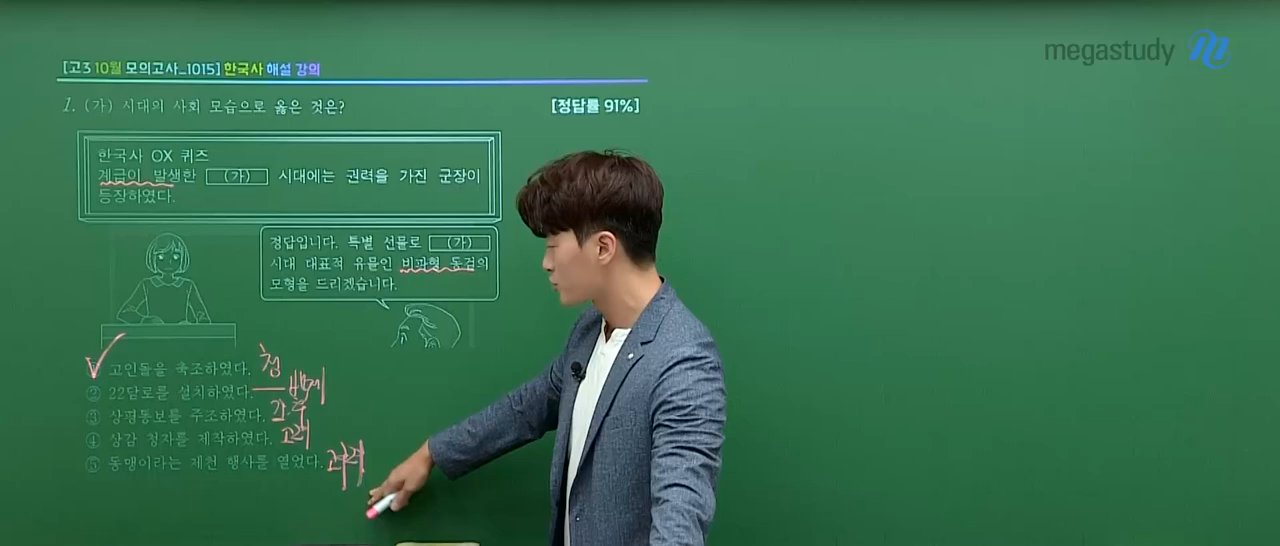 megastudy
[고3 10월 모의고사_1015] 한국사 해설 강의
1. (가) 시대의 사회 모습으로 옳은 것은?
[정답률 91%]
한국사 OX 퀴즈
계급이 발생한 (가) 시대에는 권력을 가진 군장이
등장하였다.
정답입니다. 특별 선물로 (가)
시대 대표적 유물인 비파형 동검의
모형을 드리겠습니다.
① 고인돌을 축조하였다. 청
② 22담로를 설치하였다. 백제
③ 상평통보를 주조하였다.
④ 상감 청자를 제작하였다. 고려
⑤ 동맹이라는 제천 행사를 열었다.